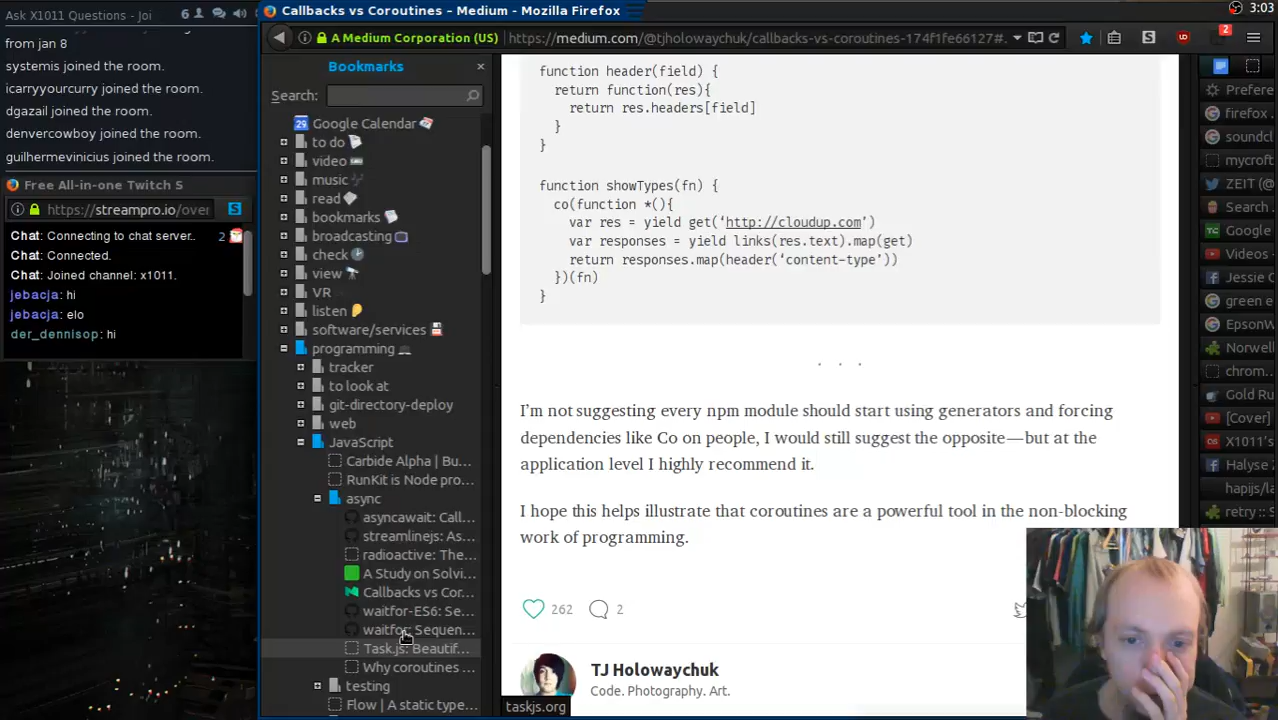 Ask X1011 Questions - Joi
6
from jan 8
systemis joined the room.
icarryyourcurry joined the room.
dgazail joined the room.
denvercowboy joined the room.
guilhermevinicius joined the room.
Free All-in-one Twitch S
https://streampro.io/over
S
Chat: Connecting to chat server..
2
Chat: Connected.
Chat: Joined channel: x1011.
jebacja: hi
jebacja: elo
der_dennisop: hi
Callbacks vs Coroutines – Medium - Mozilla Firefox
3:03
A Medium Corporation (US)
https://medium.com/@tjholowaychuk/callbacks-vs-coroutines-174f1fe66127#.
S
2
Bookmarks
×
Search:
29 Google Calendar
to do
video
music
read
bookmarks
broadcasting
check
view
VR
listen
software/services
programming
tracker
to look at
git-directory-deploy
web
JavaScript
Carbide Alpha | Bu...
RunKit is Node pro...
async
asyncawait: Call...
streamlinejs: As...
radioactive: The...
A Study on Solvi...
Callbacks vs Cor...
waitfor-ES6: Se...
waitfor: Sequen...
Task.js: Beautif...
Why coroutines ...
testing
Flow | A static type...
function header(field) {
return function(res){
return res.headers[field]
}
}
function showTypes(fn) {
co(function *(){
var res = yield get(‘http://cloudup.com’)
var responses = yield links(res.text).map(get)
return responses.map(header(‘content-type’))
})(fn)
}
. . .
I’m not suggesting every npm module should start using generators and forcing
dependencies like Co on people, I would still suggest the opposite — but at the
application level I highly recommend it.
I hope this helps illustrate that coroutines are a powerful tool in the non-blocking
work of programming.
262
2
TJ Holowaychuk
Code. Photography. Art.
taskjs.org
Prefere
firefox
soundcl
mycroft
ZEIT (@
Search
Google
Videos -
Jessie C
green e
EpsonW
Norwell
chrom...
Gold Ru
[Cover]
X1011's
Halyse Z
hapijs/l
retry ::